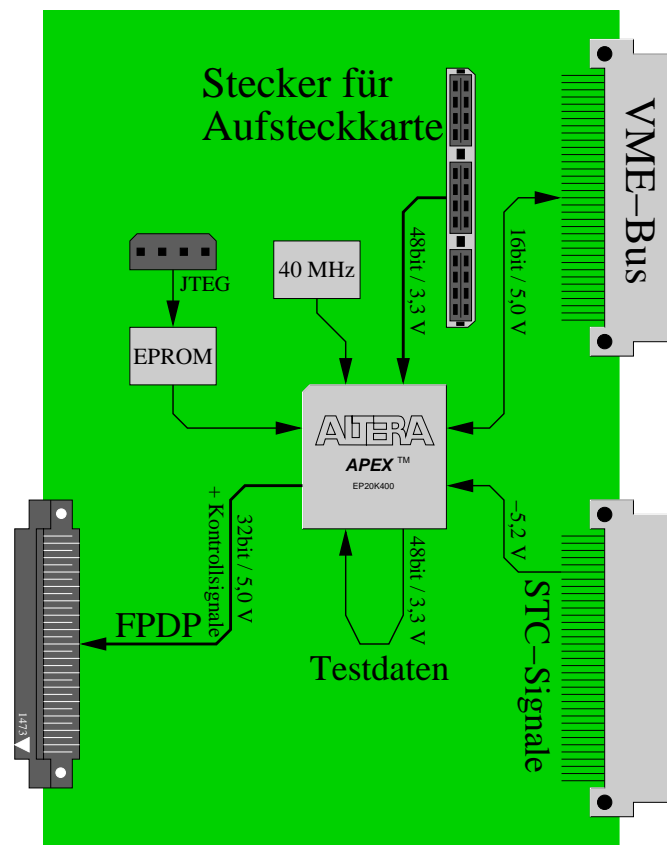 Stecker für
Aufsteckkarte
VME−Bus
16bit / 5,0 V
48bit / 3,3 V
JTEG
40 MHz
EPROM
ALTERA
APEX ™
EP20K400
−5,2 V
STC−Signale
32bit / 5,0 V
+ Kontrollsignale
FPDP
48bit / 3,3 V
Testdaten
1473